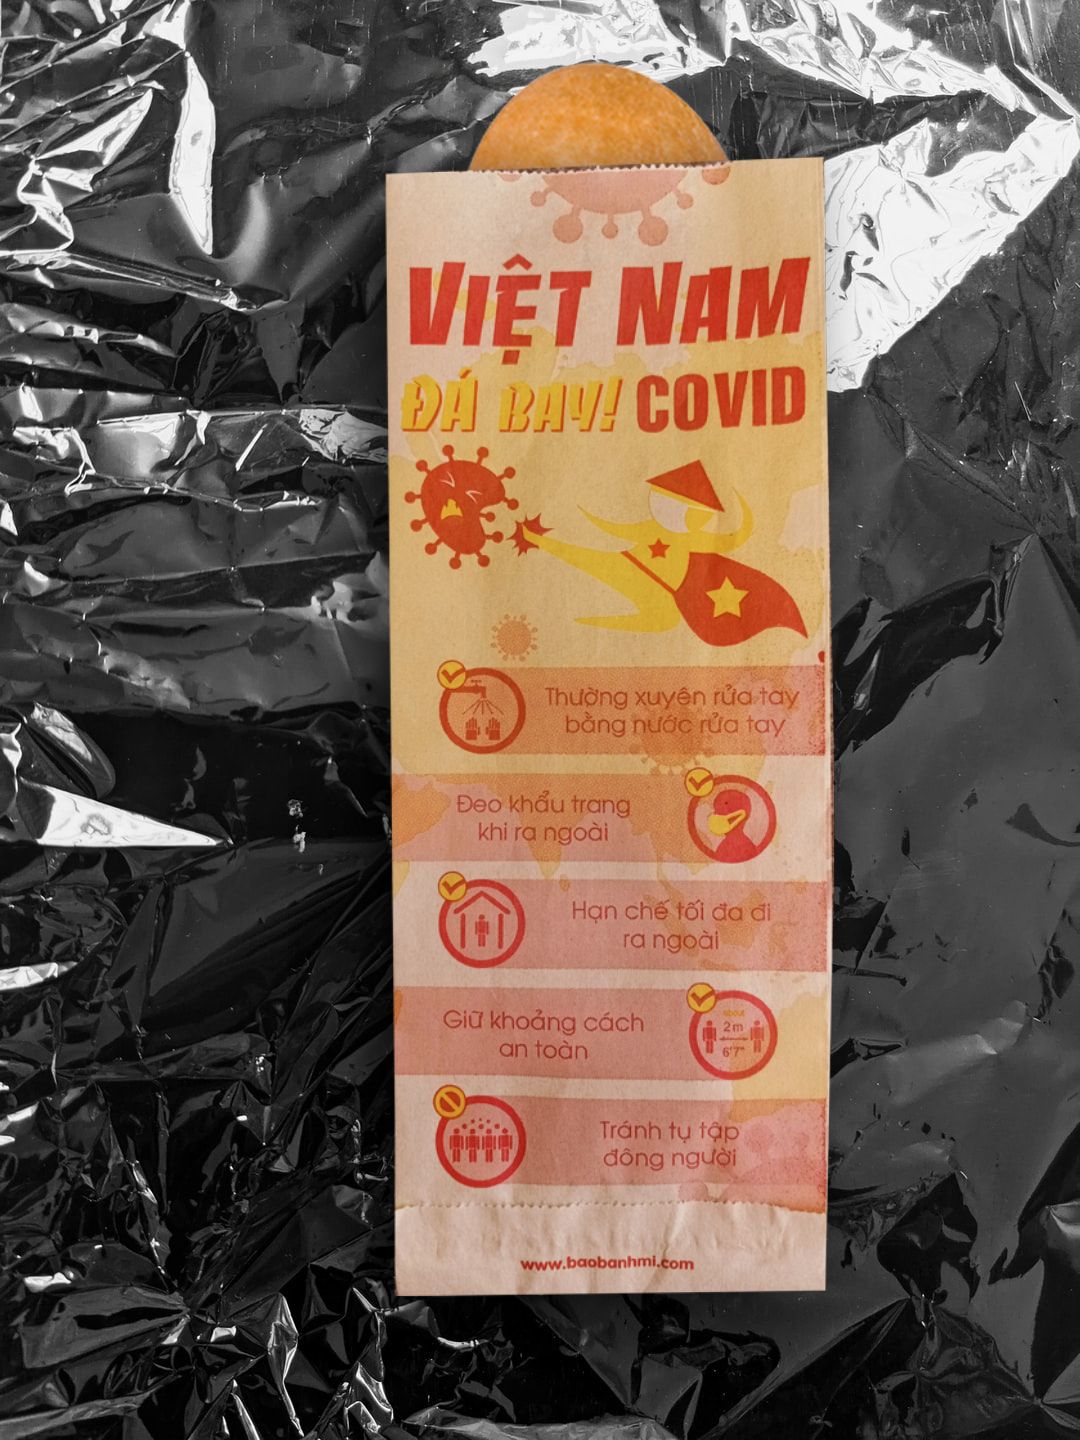 VIỆT NAM
ĐÁ BAY! COVID
Thường xuyên rửa tay
bằng nước rửa tay
Đeo khẩu trang
khi ra ngoài
Hạn chế tối đa đi
ra ngoài
Giữ khoảng cách
an toàn
about
2 m
6'7"
Tránh tụ tập
đông người
www.baobanhmi.com